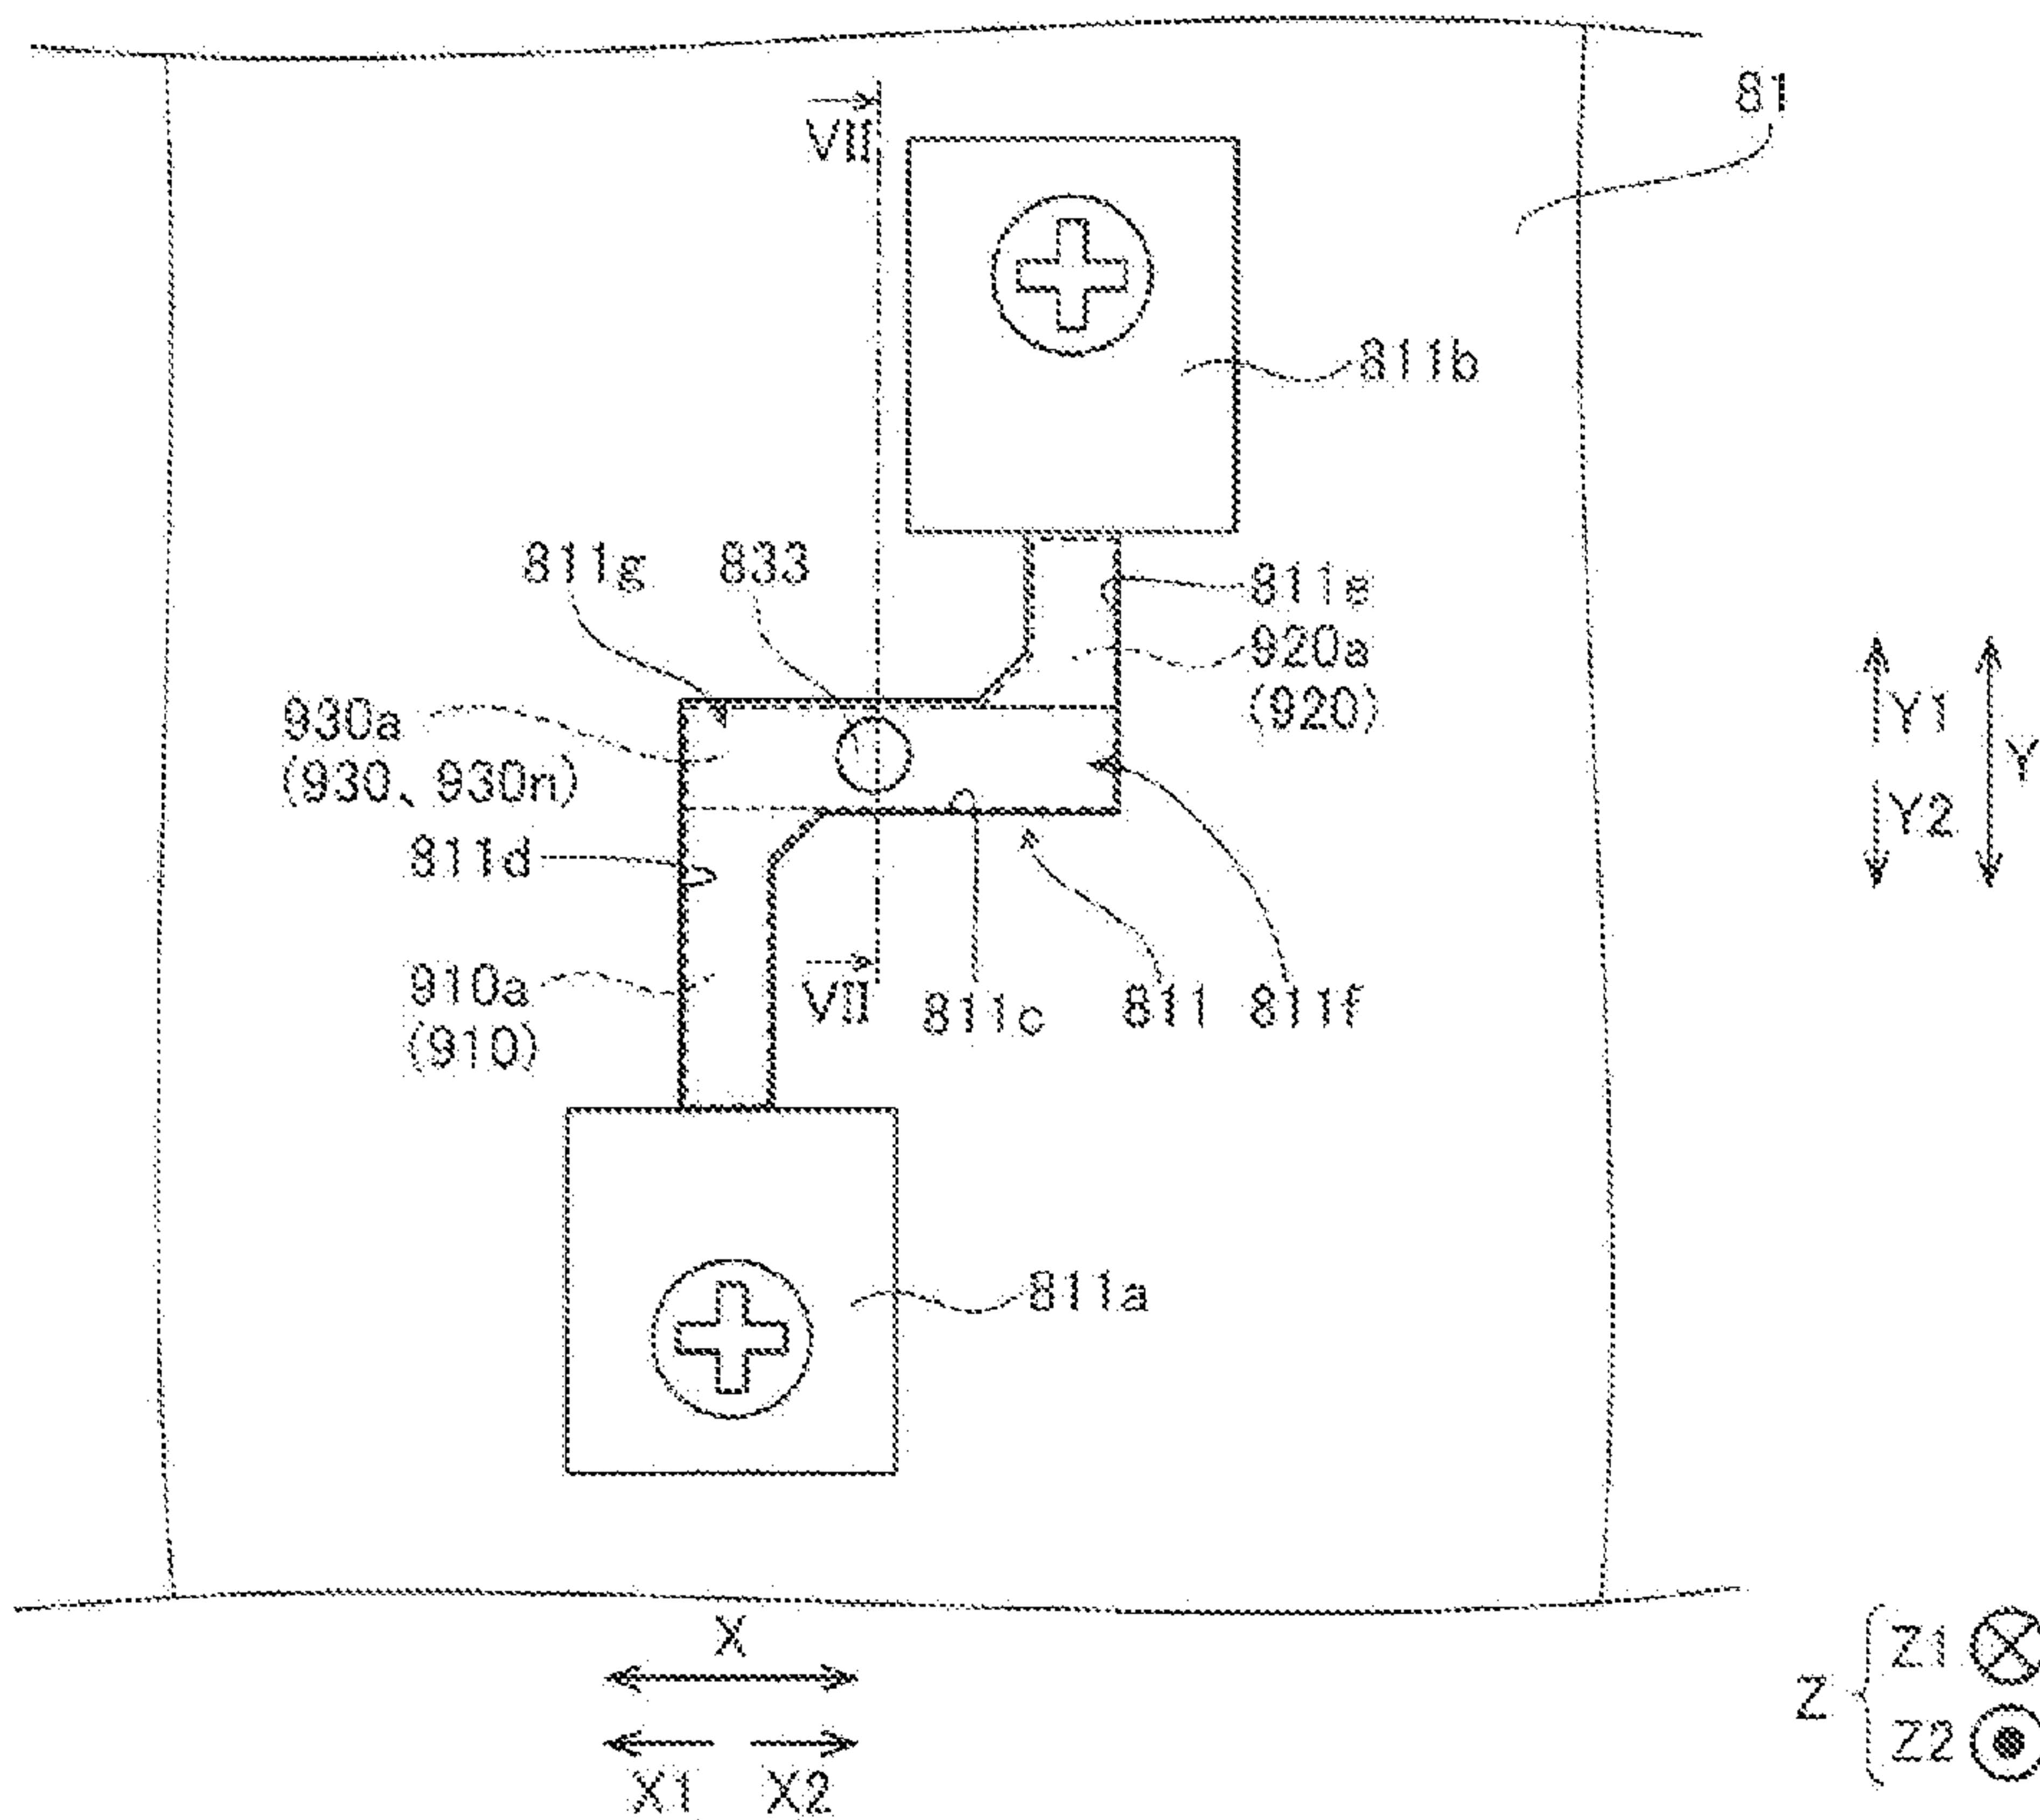 81
VII
811b
811g
833
811e
920a
(920)
930a
(930、930n)
Y1
Y
Y2
811d
910a
(910)
VII
811c
811
811f
811a
X
X1
X2
Z
Z1
Z2